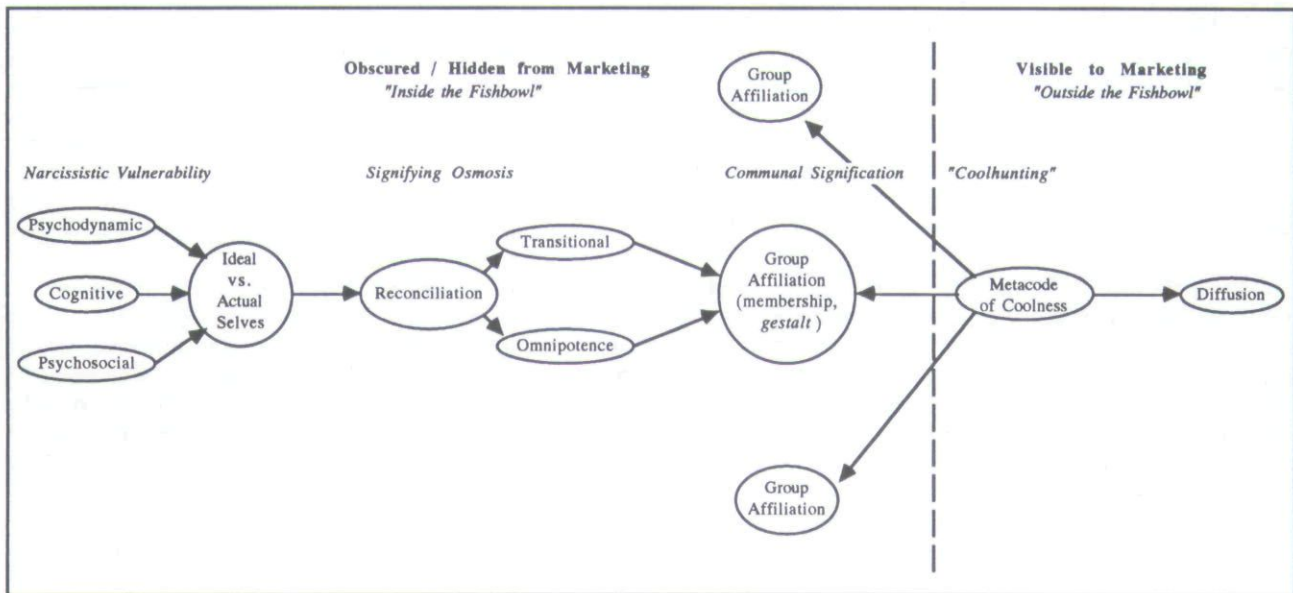 Obscured / Hidden from Marketing
"Inside the Fishbowl"
Group
Affiliation
Visible to Marketing
"Outside the Fishbowl"
Narcissistic Vulnerability
Signifying Osmosis
Communal Signification
"Coolhunting"
Psychodynamic
Cognitive
Psychosocial
Ideal
vs.
Actual
Selves
Reconciliation
Transitional
Omnipotence
Group
Affiliation
(membership,
gestalt )
Metacode
of Coolness
Diffusion
Group
Affiliation